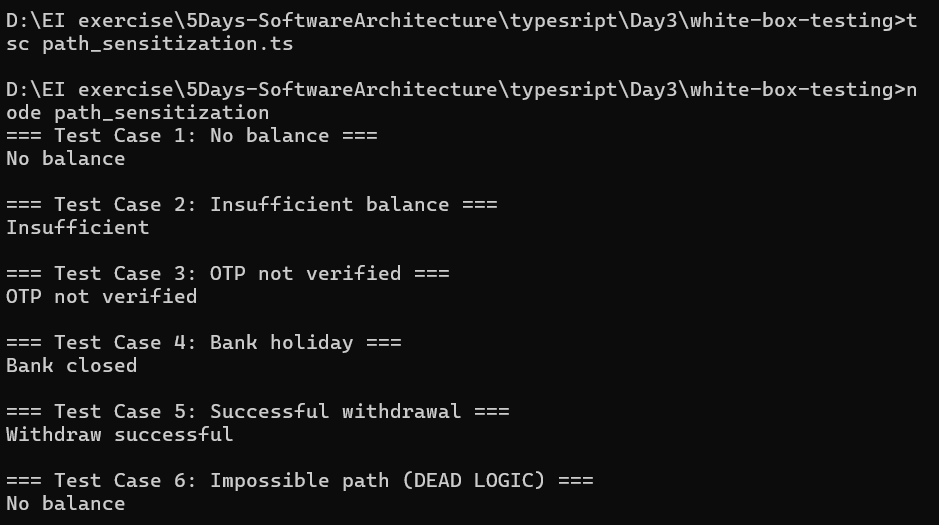 D:\EI exercise\5Days-SoftwareArchitecture\typesript\Day3\white-box-testing>t
sc path_sensitization.ts
D:\EI exercise\5Days-SoftwareArchitecture\typesript\Day3\white-box-testing>n
ode path_sensitization
=== Test Case 1: No balance ===
No balance
=== Test Case 2: Insufficient balance ===
Insufficient
=== Test Case 3: OTP not verified ===
OTP not verified
=== Test Case 4: Bank holiday ===
Bank closed
=== Test Case 5: Successful withdrawal ===
Withdraw successful
=== Test Case 6: Impossible path (DEAD LOGIC) ===
No balance